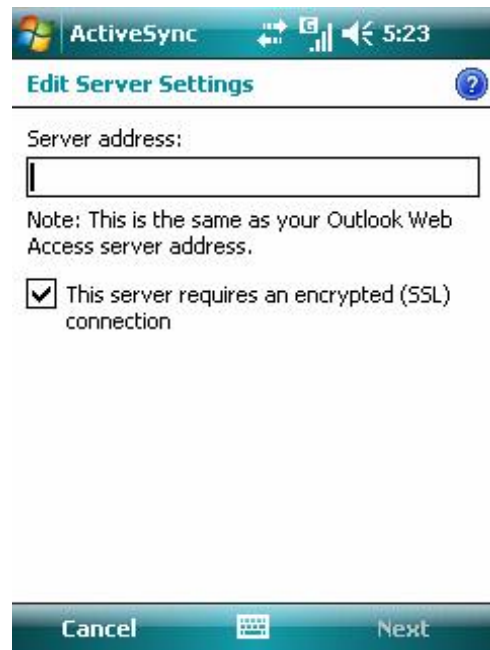 ActiveSync G 5:23
Edit Server Settings ?
Server address:
Note: This is the same as your Outlook Web
Access server address.
This server requires an encrypted (SSL)
connection
Cancel Next